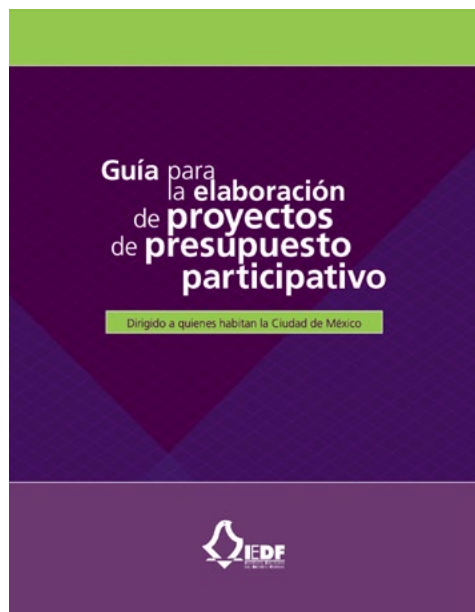 Guía para
la elaboración
de proyectos
de presupuesto
participativo
Dirigido a quienes habitan la Ciudad de México
IEDF